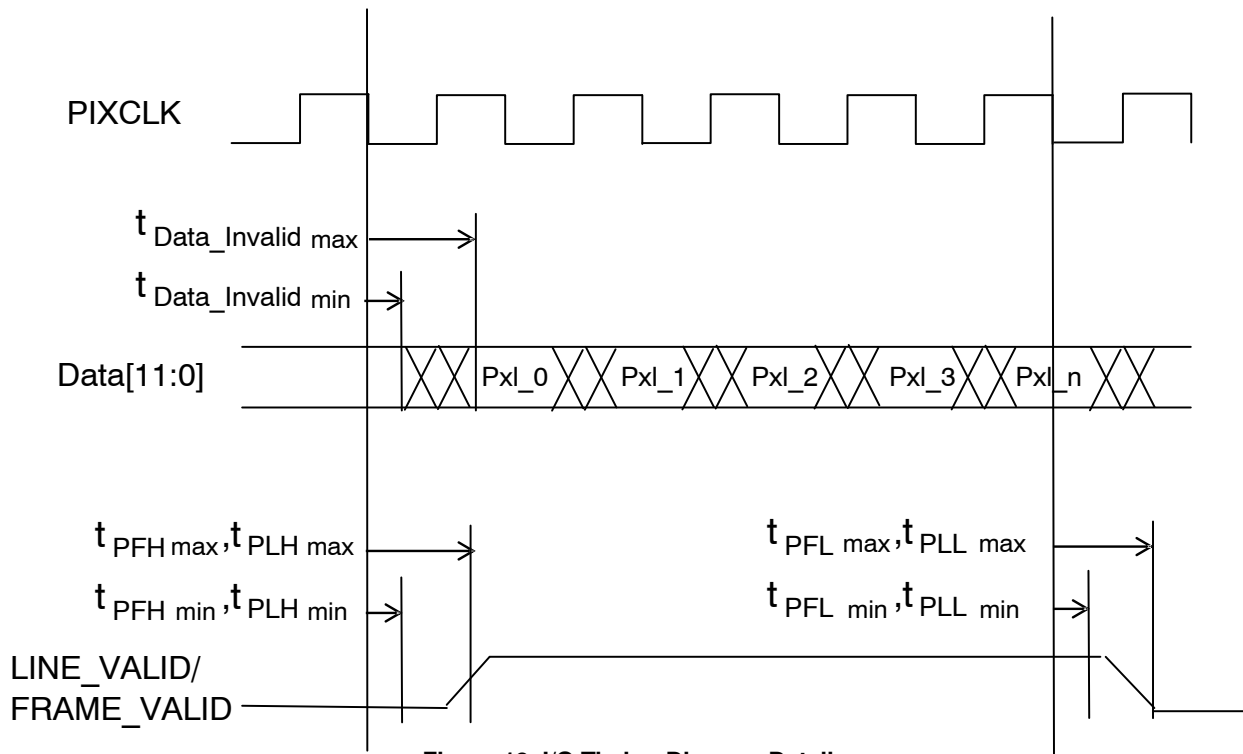 PIXCLK
t Data_Invalid max
t Data_Invalid min
Data[11:0]
Pxl_0 Pxl_1 Pxl_2 Pxl_3 Pxl_n
t PFH max,t PLH max
t PFL max,t PLL max
t PFH min,t PLH min
t PFL min,t PLL min
LINE_VALID/
FRAME_VALID